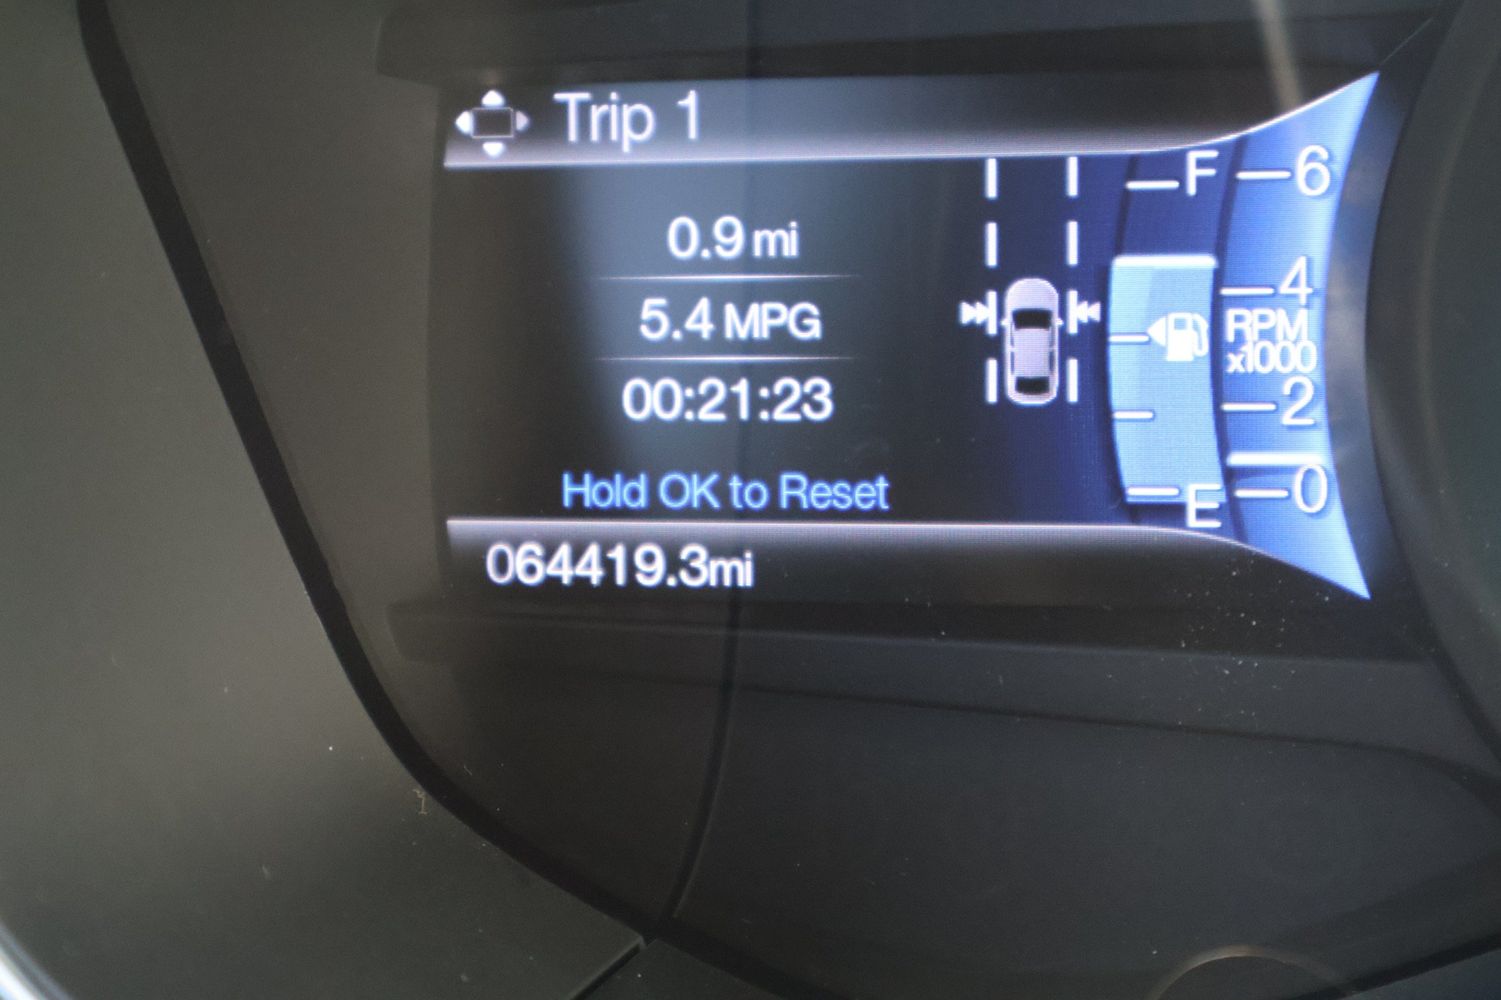 Trip 1
0.9 mi
5.4 MPG
00:21:23
Hold OK to Reset
064419.3mi
F
E
6
4
RPM
x1000
2
0